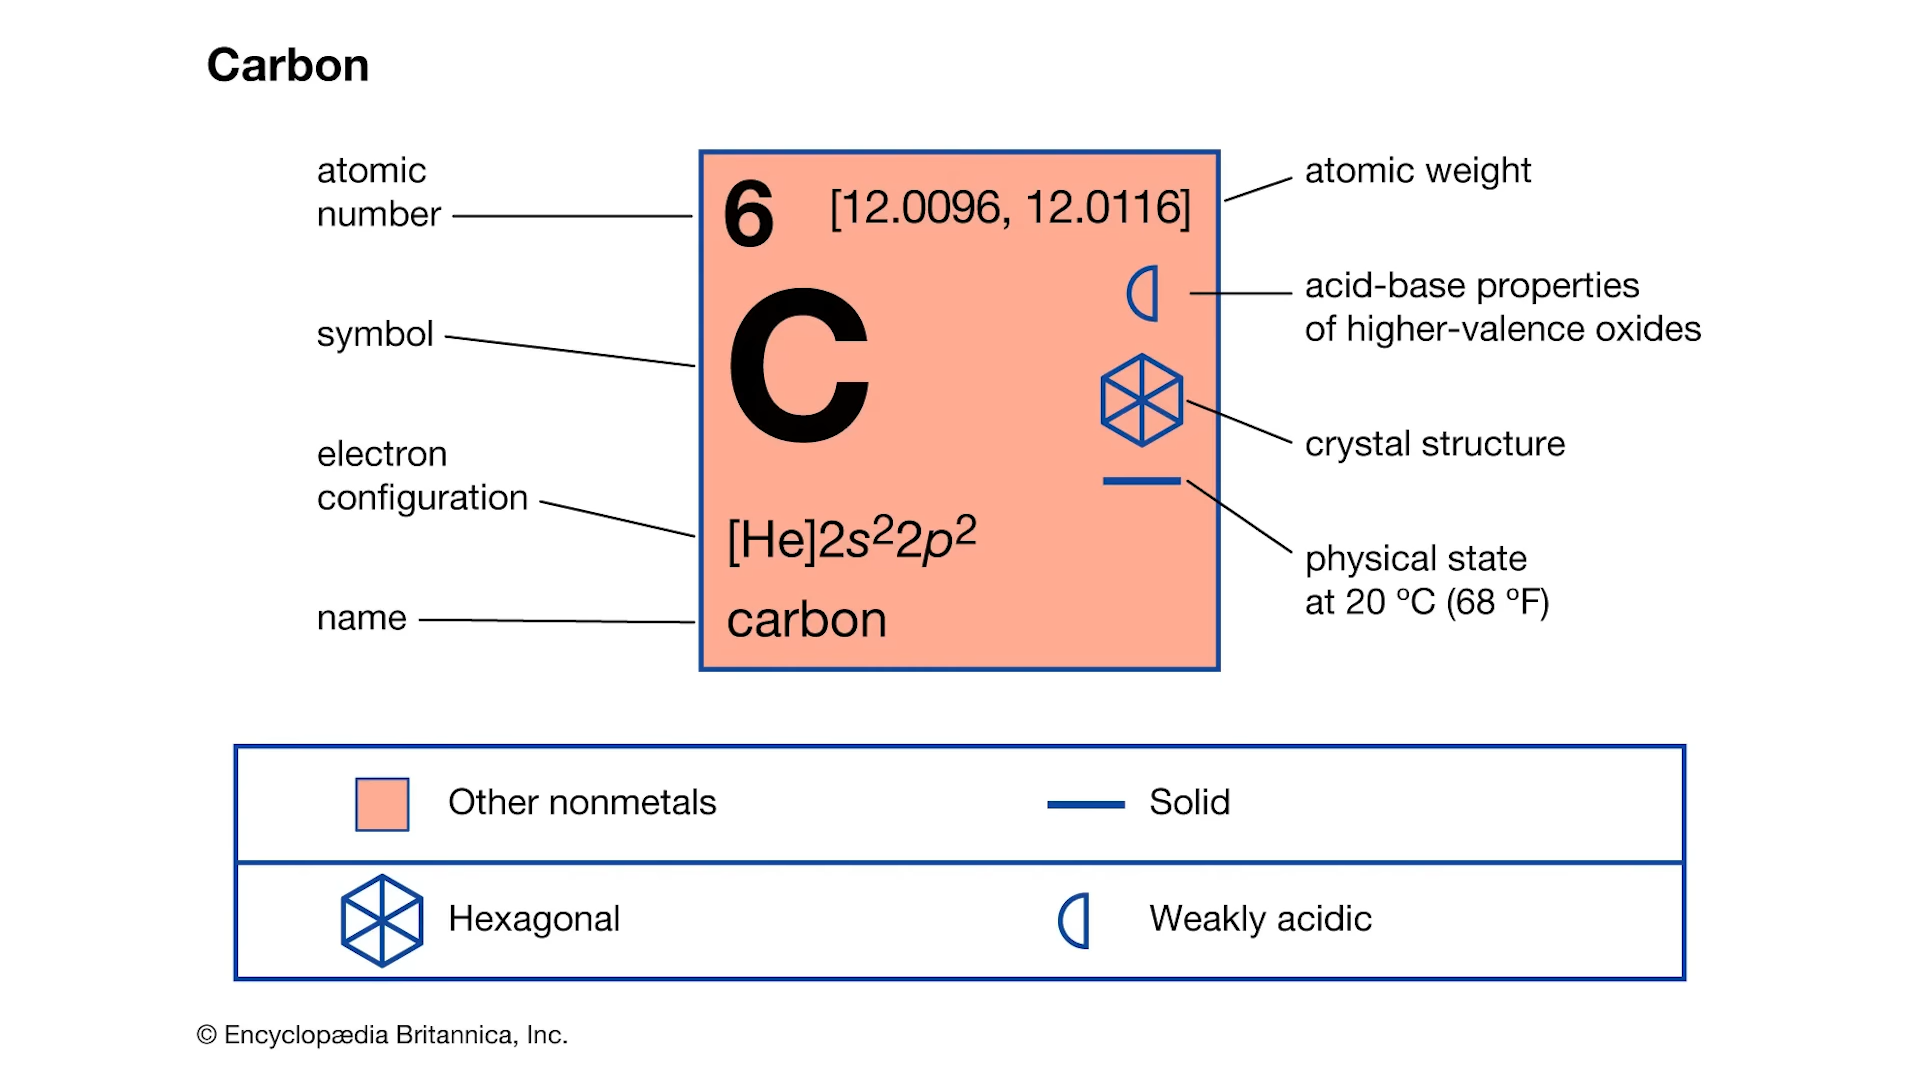 Carbon
atomic
number
symbol
electron
configuration
name
6 [12.0096, 12.0116]
C
[He]2s²2p²
carbon
atomic weight
acid-base properties
of higher-valence oxides
crystal structure
physical state
at 20 ºC (68 ºF)
Other nonmetals
Solid
Hexagonal
Weakly acidic
© Encyclopædia Britannica, Inc.